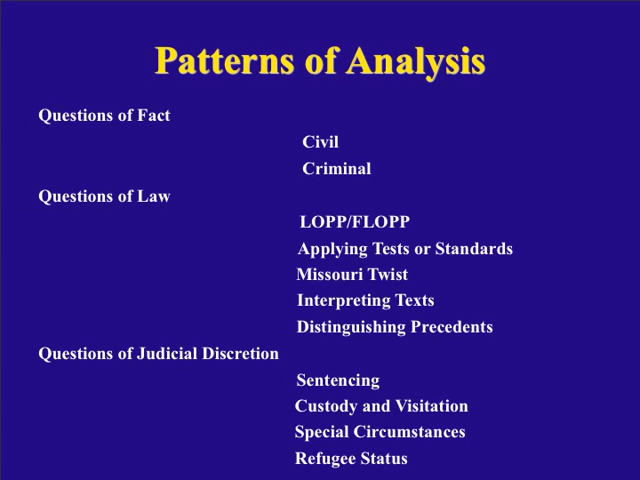 Patterns of Analysis
Questions of Fact
Civil
Criminal
Questions of Law
LOPP/FLOPP
Applying Tests or Standards
Missouri Twist
Interpreting Texts
Distinguishing Precedents
Questions of Judicial Discretion
Sentencing
Custody and Visitation
Special Circumstances
Refugee Status